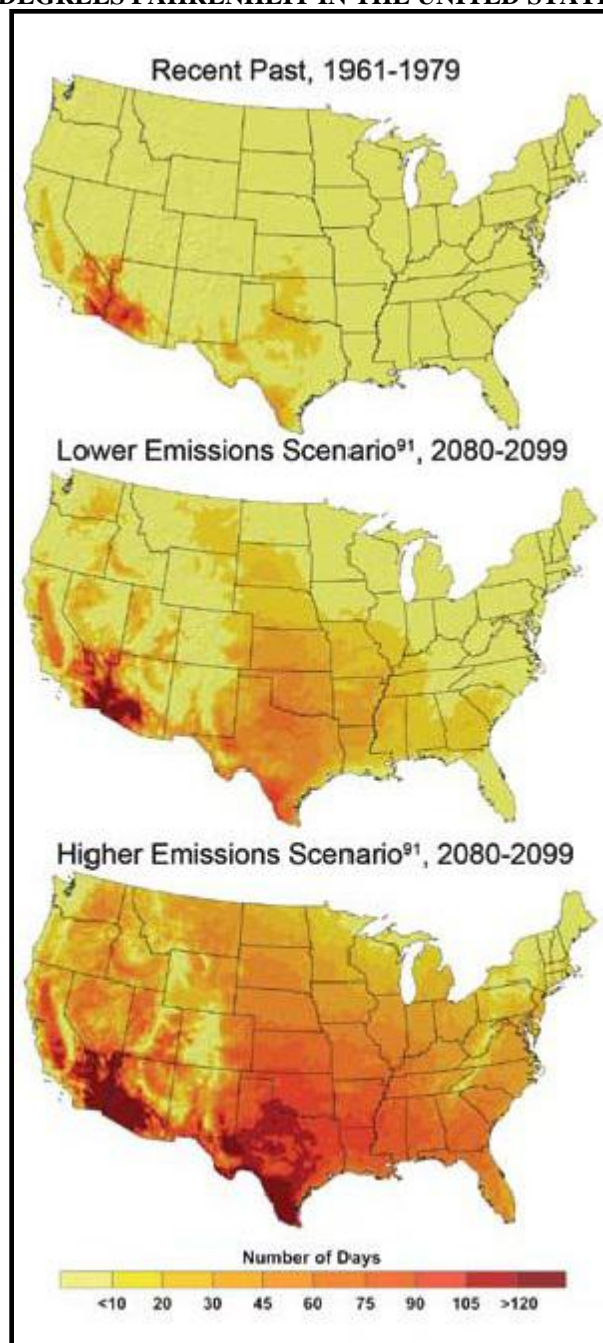 DEGREES FAHRENHEIT IN THE UNITED
Recent Past, 1961-1979
Lower Emissions Scenario⁹¹, 2080-2099
Higher Emissions Scenario⁹¹, 2080-2099
Number of Days
<10 20 30 45 60 75 90 105 >120